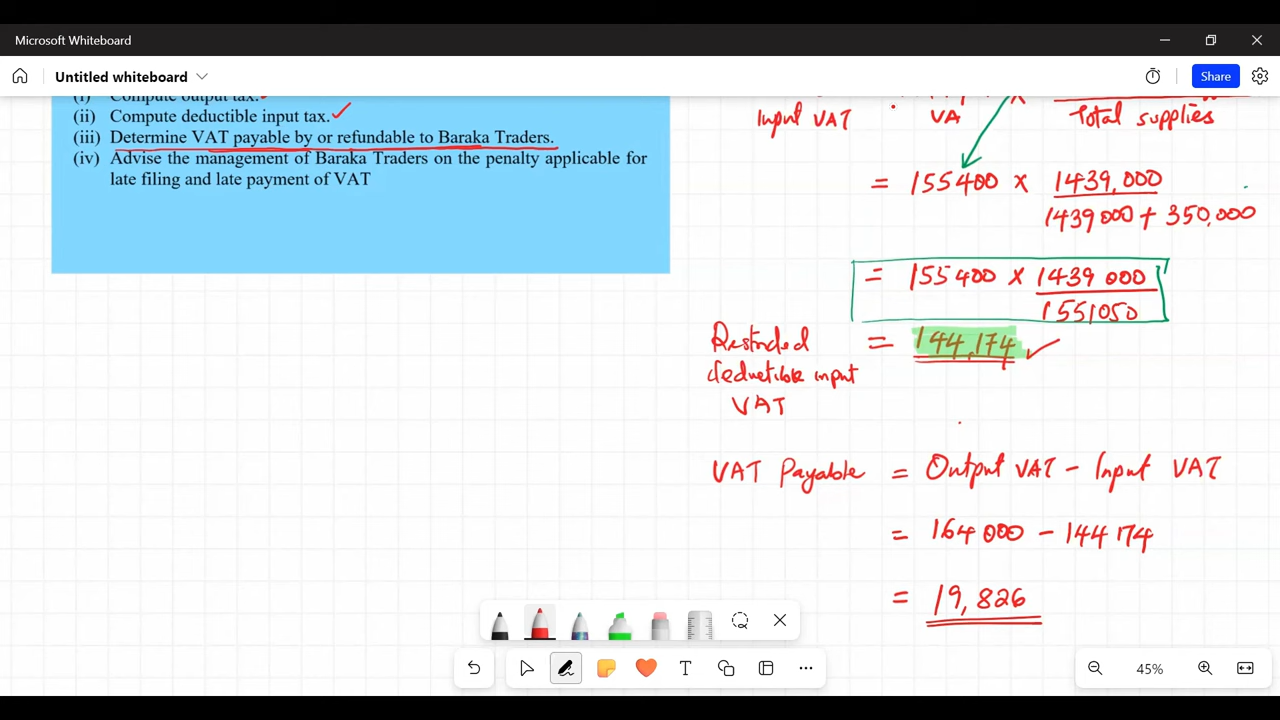 Microsoft Whiteboard
Untitled whiteboard
Share
(i) Compute output tax.
(ii) Compute deductible input tax.
(iii) Determine VAT payable by or refundable to Baraka Traders.
(iv) Advise the management of Baraka Traders on the penalty applicable for
late filing and late payment of VAT
Input VAT VA x Total supplies
= 155400 x 1439,000
1439000 + 350,000
= 155400 x 1439 000
1551050
Restricted = 144,174
deductible input
VAT
VAT Payable = Output VAT - Input VAT
= 164 000 - 144 174
= 19,826
T
45%